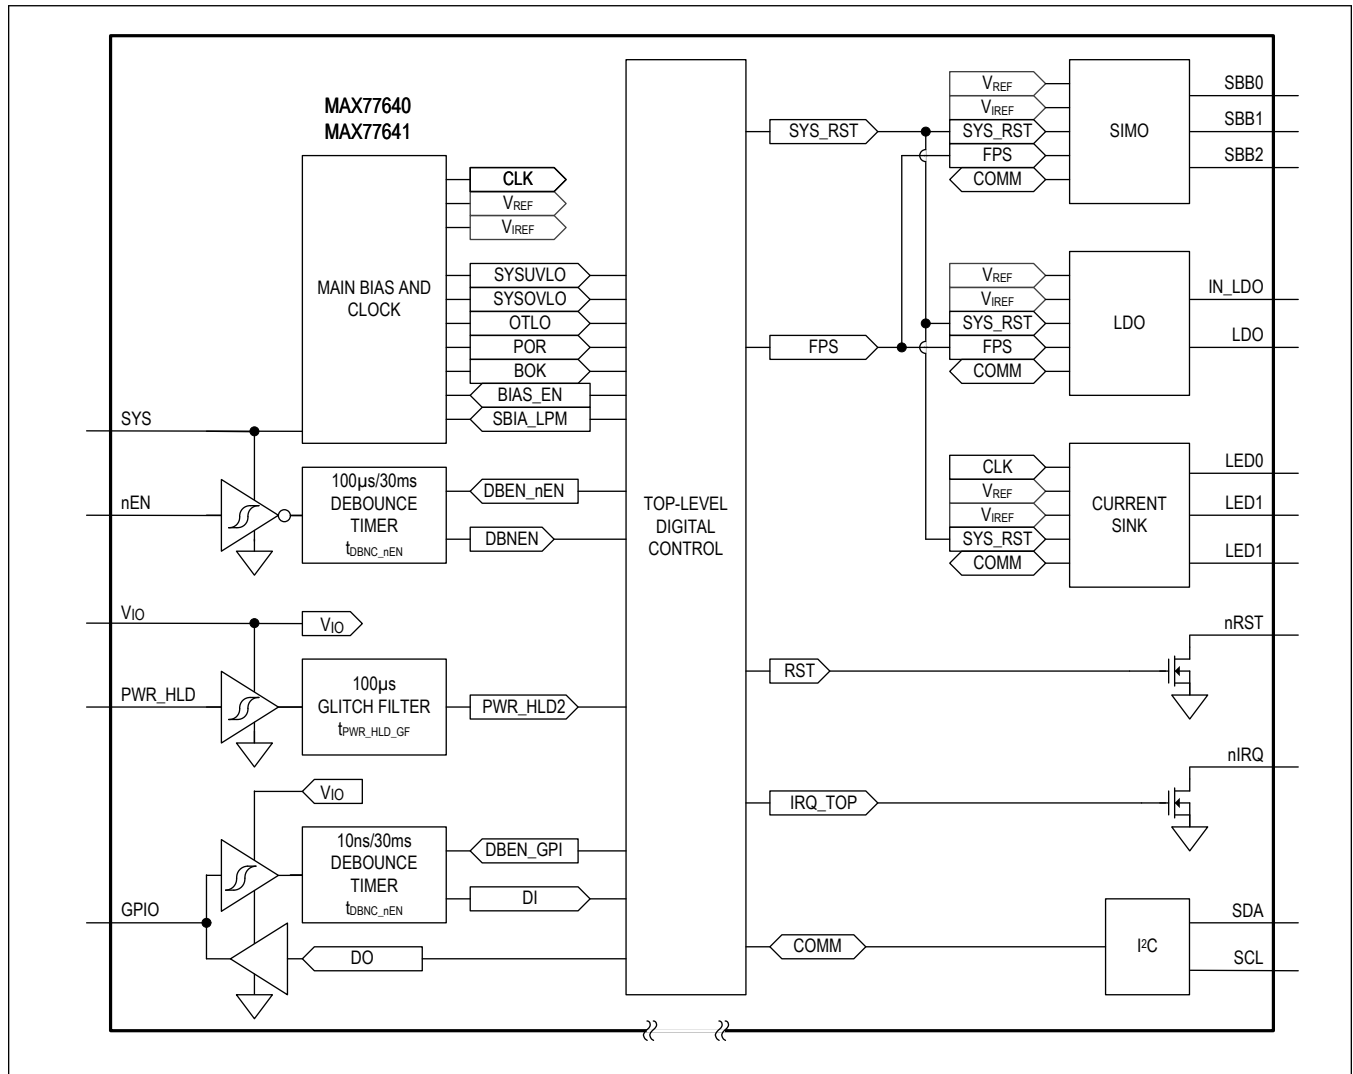 MAX77640
MAX77641
MAIN BIAS AND
CLOCK
CLK
VREF
VIREF
SYSUVLO
SYSOVLO
OTLO
POR
BOK
BIAS_EN
SBIA_LPM
SYS
nEN
100µs/30ms
DEBOUNCE
TIMER
tDBNC_nEN
DBEN_nEN
DBNEN
VIO
VIO
PWR_HLD
100µs
GLITCH FILTER
tPWR_HLD_GF
PWR_HLD2
VIO
GPIO
10ns/30ms
DEBOUNCE
TIMER
tDBNC_nEN
DBEN_GPI
DI
DO
TOP-LEVEL
DIGITAL
CONTROL
SYS_RST
FPS
RST
IRQ_TOP
COMM
VREF
VIREF
SYS_RST
FPS
COMM
SIMO
SBB0
SBB1
SBB2
VREF
VIREF
SYS_RST
FPS
COMM
LDO
IN_LDO
LDO
CLK
VREF
VIREF
SYS_RST
COMM
CURRENT
SINK
LED0
LED1
LED1
nRST
nIRQ
I²C
SDA
SCL